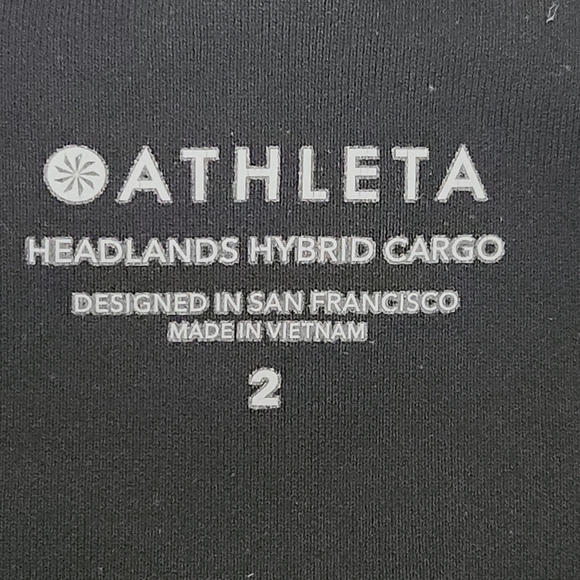 ATHLETA
HEADLANDS HYBRID CARGO
DESIGNED IN SAN FRANCISCO
MADE IN VIETNAM
2